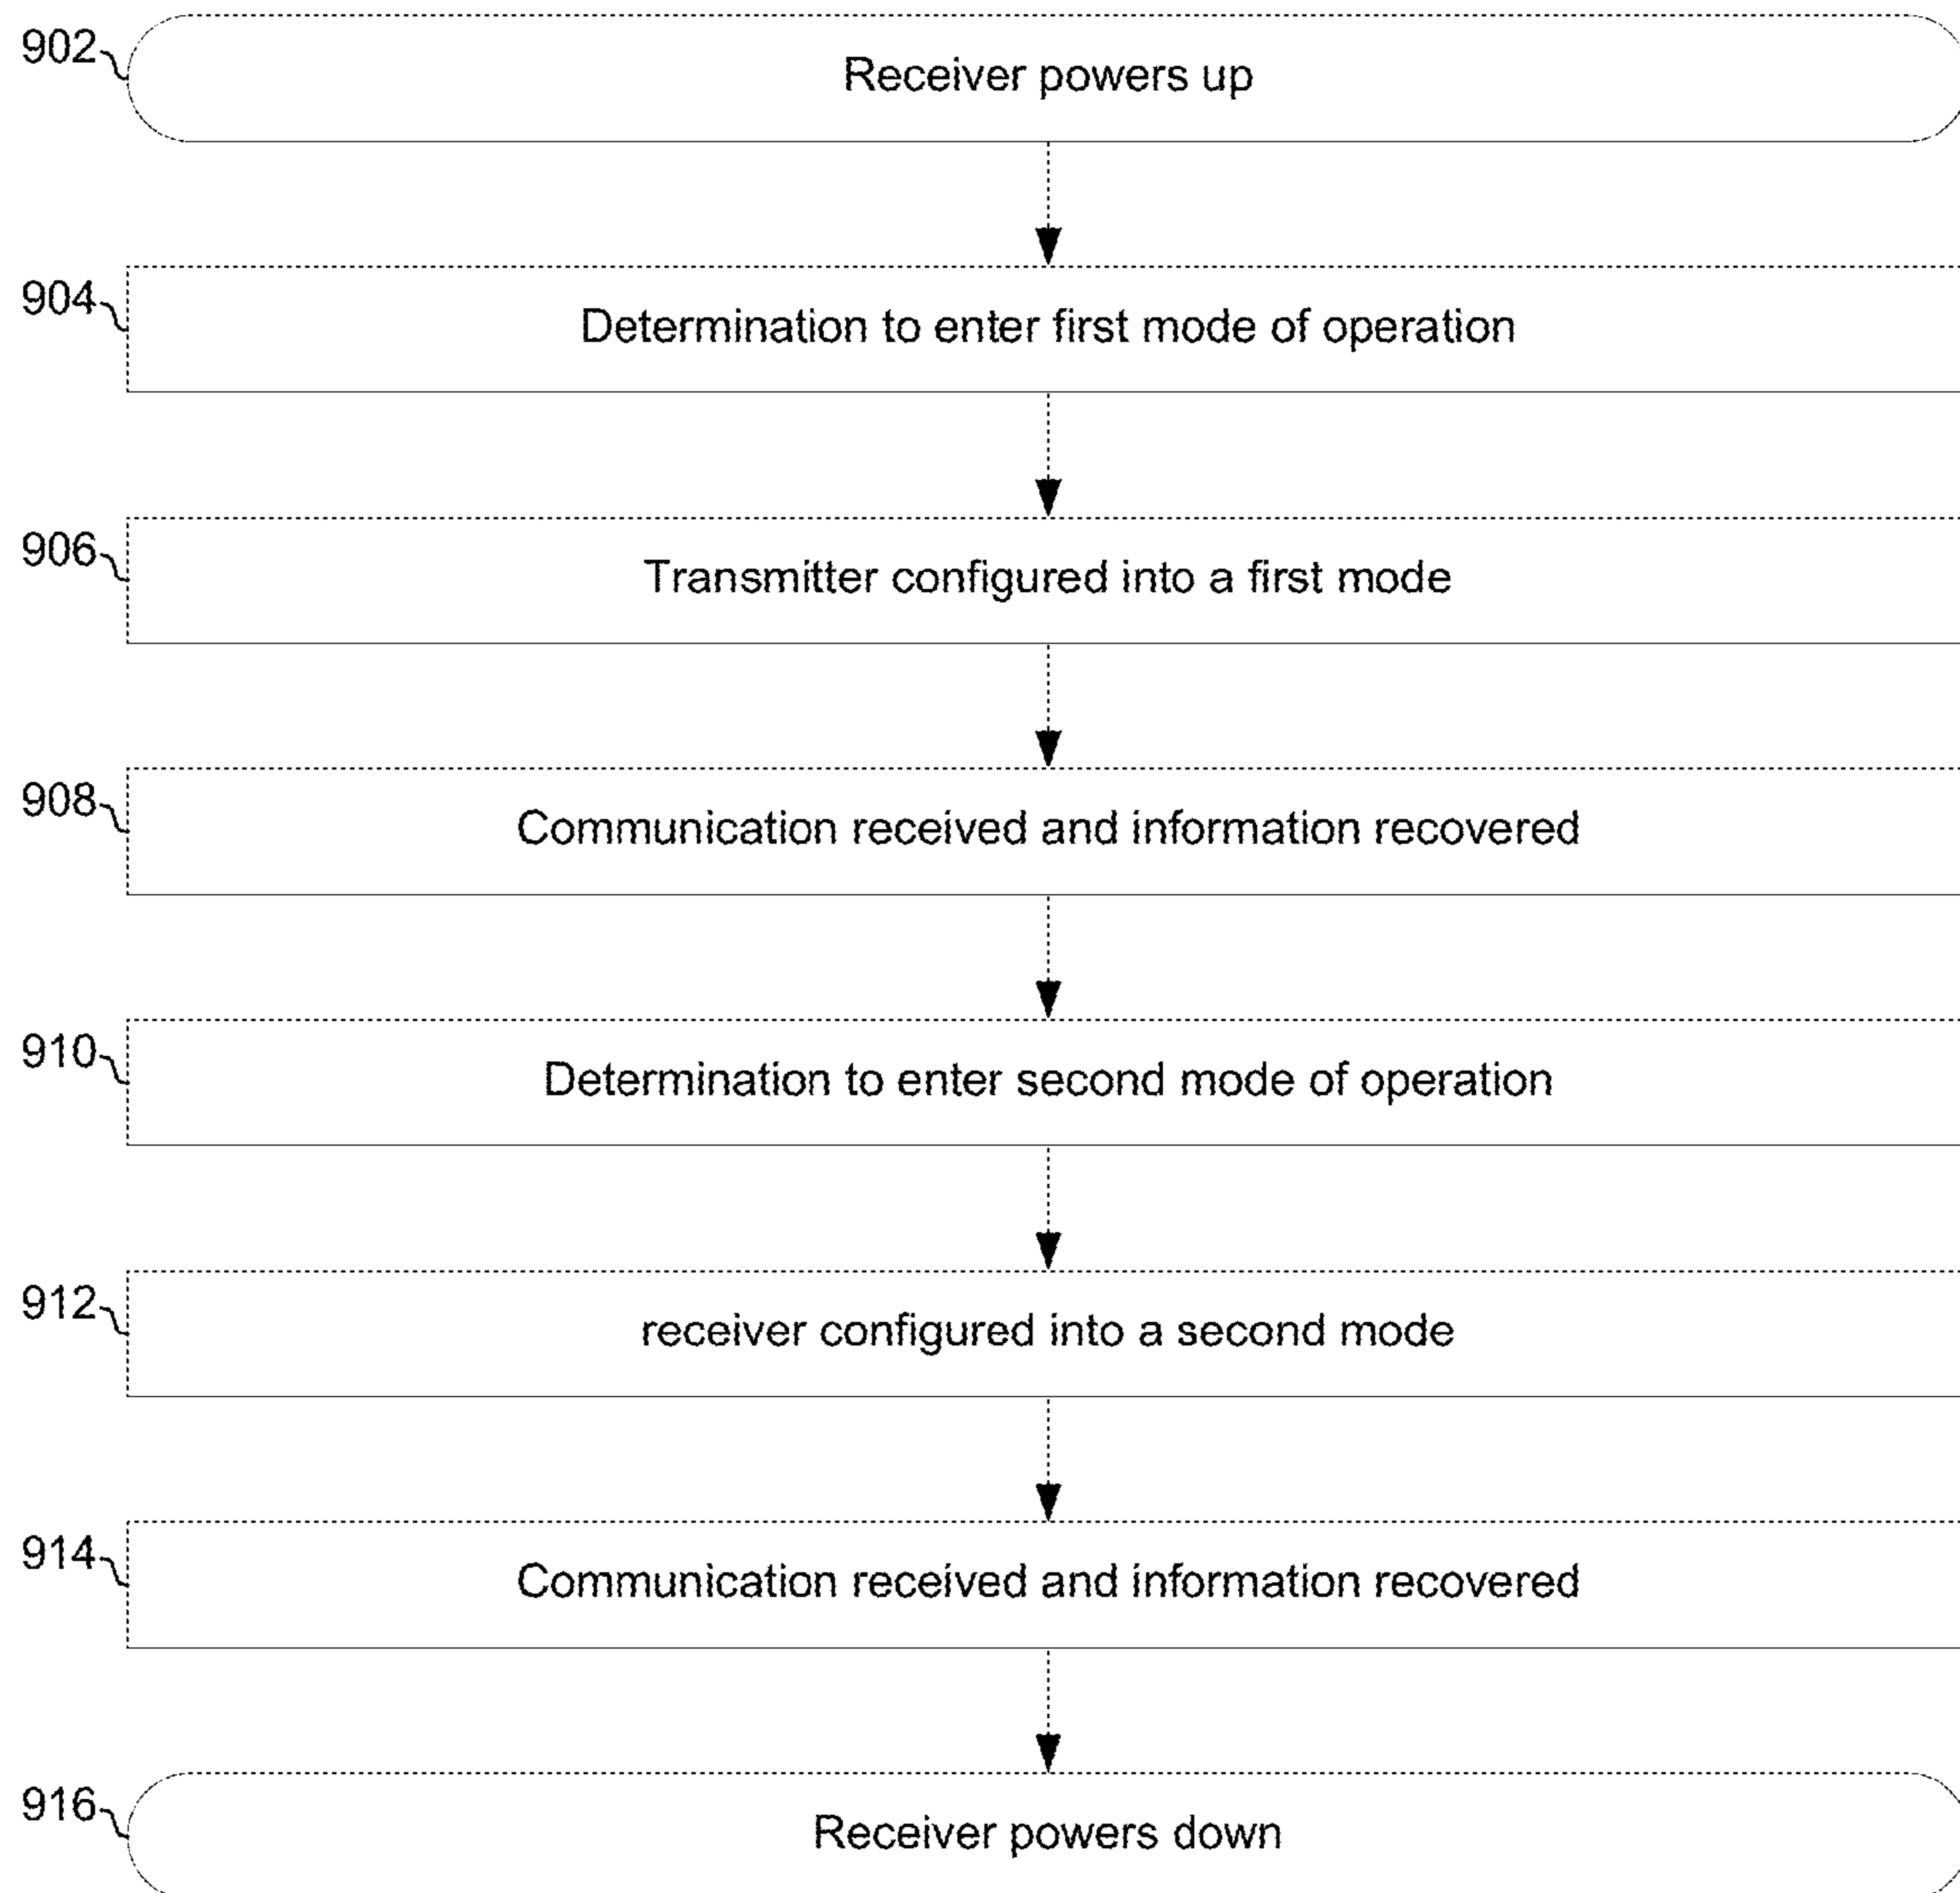 902
Receiver powers up
904
Determination to enter first mode of operation
906
Transmitter configured into a first mode
908
Communication received and information recovered
910
Determination to enter second mode of operation
912
receiver configured into a second mode
914
Communication received and information recovered
916
Receiver powers down